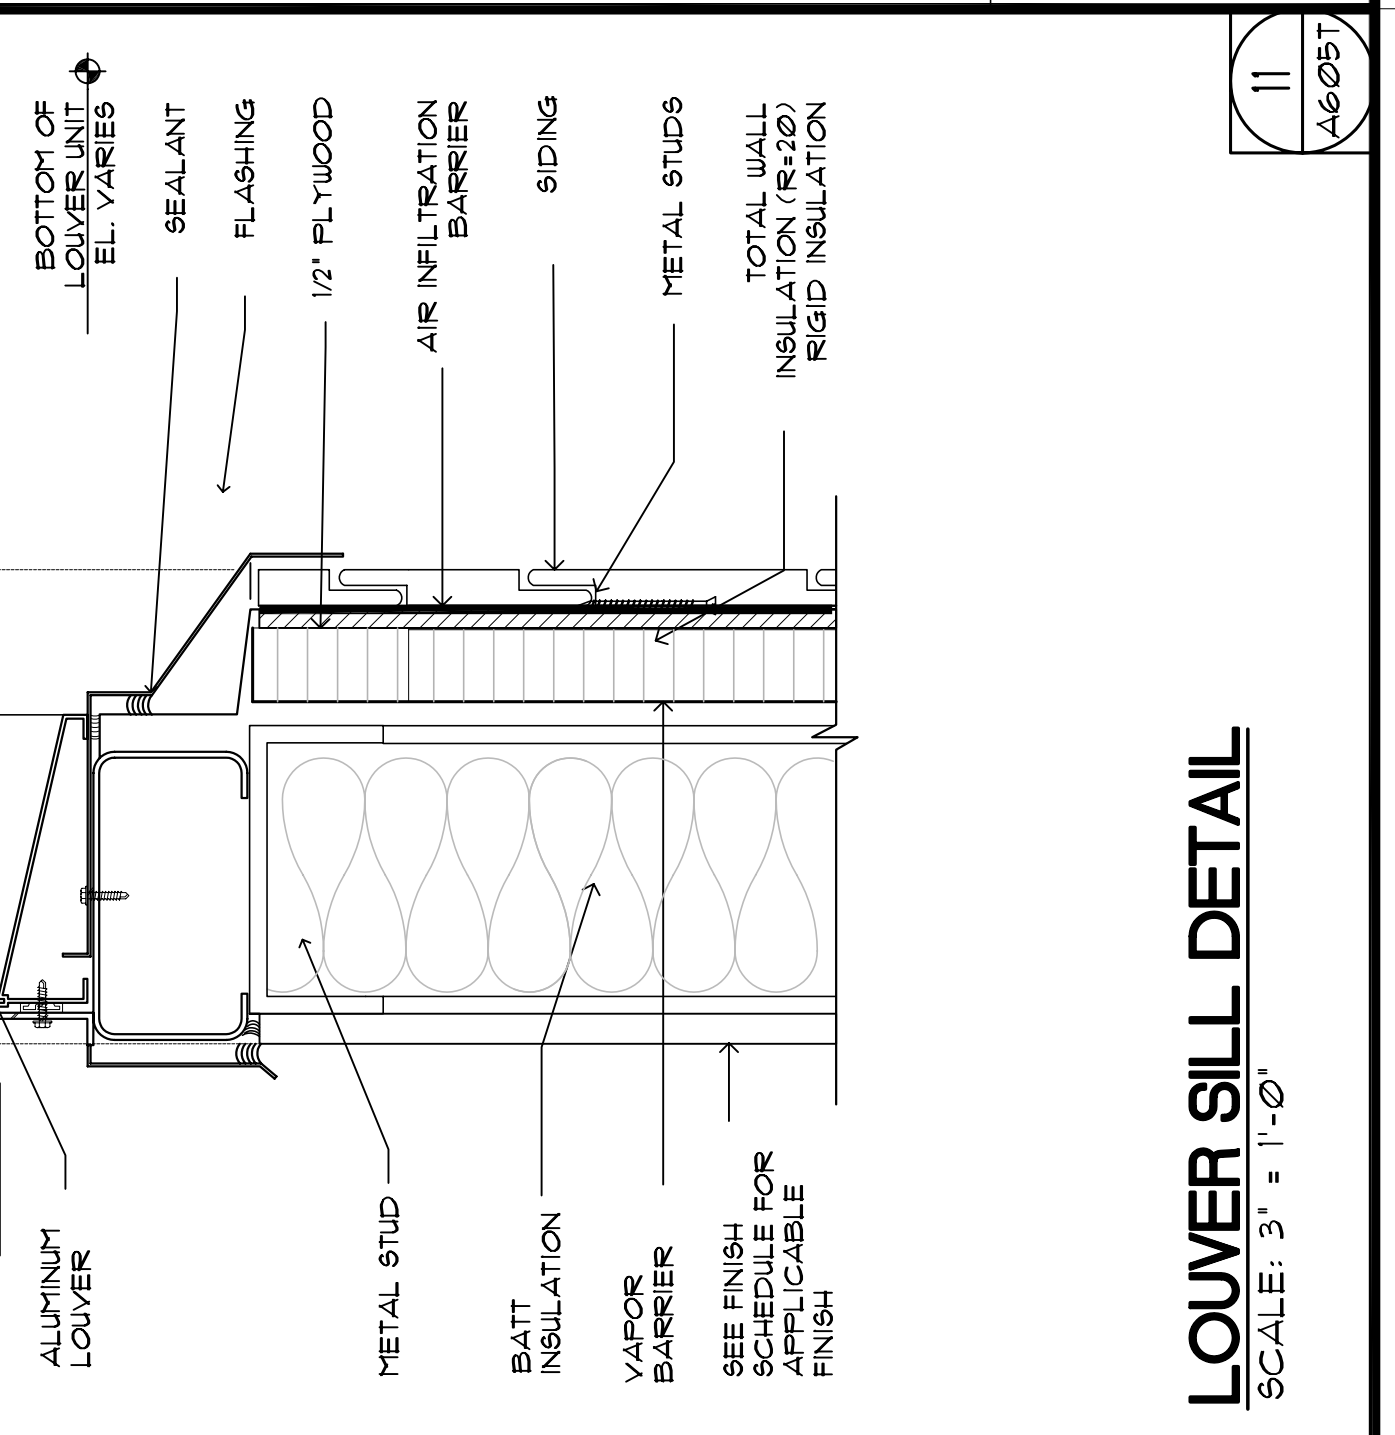 BOTTOM OF
LOUVER UNIT
EL. VARIES
SEALANT
FLASHING
1/2" PLYWOOD
AIR INFILTRATION
BARRIER
SIDING
METAL STUDS
TOTAL WALL
INSULATION (R=20)
RIGID INSULATION
11
A605T
ALUMINUM
LOUVER
METAL STUD
BATT
INSULATION
VAPOR
BARRIER
SEE FINISH
SCHEDULE FOR
APPLICABLE
FINISH
LOUVER SILL DETAIL
SCALE: 3" = 1'-0"